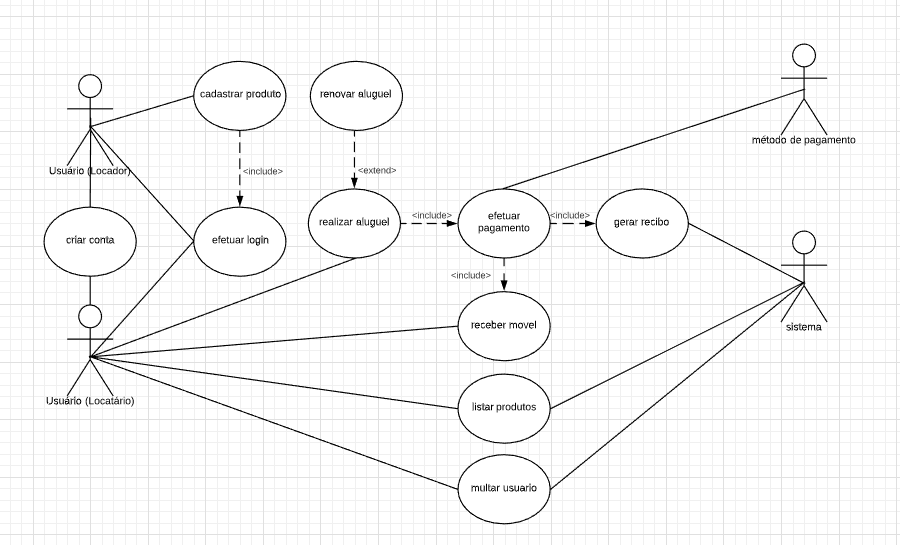 cadastrar produto
renovar aluguel
método de pagamento
Usuário (Locador)
<include>
<extend>
criar conta
efetuar login
realizar aluguel
<include>
efetuar
pagamento
<include>
gerar recibo
<include>
receber movel
sistema
Usuário (Locatário)
listar produtos
multar usuario